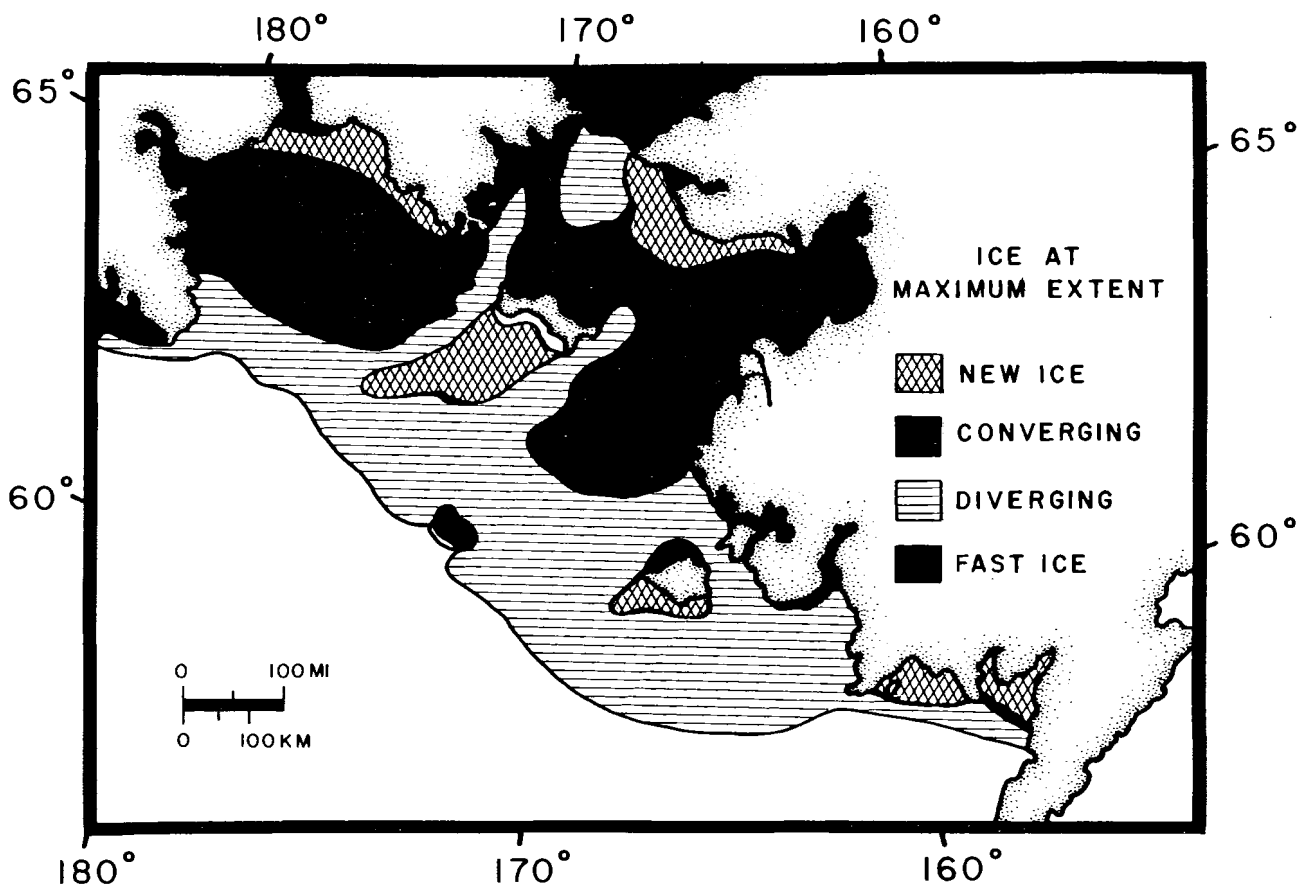 180°
170°
160°
65°
65°
ICE AT
MAXIMUM EXTENT
NEW ICE
CONVERGING
60°
DIVERGING
60°
FAST ICE
0 100 MI
0 100 KM
180°
170°
160°